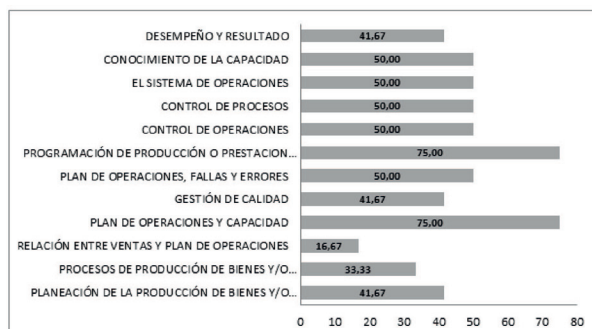 DESEMPEÑO Y RESULTADO 41,67
CONOCIMIENTO DE LA CAPACIDAD 50,00
EL SISTEMA DE OPERACIONES 50,00
CONTROL DE PROCESOS 50,00
CONTROL DE OPERACIONES 50,00
PROGRAMACIÓN DE PRODUCCIÓN O PRESTACION... 75,00
PLAN DE OPERACIONES, FALLAS Y ERRORES 50,00
GESTIÓN DE CALIDAD 41,67
PLAN DE OPERACIONES Y CAPACIDAD 75,00
RELACIÓN ENTRE VENTAS Y PLAN DE OPERACIONES 16,67
PROCESOS DE PRODUCCIÓN DE BIENES Y/O... 33,33
PLANEACIÓN DE LA PRODUCCIÓN DE BIENES Y/O... 41,67
0 10 20 30 40 50 60 70 80